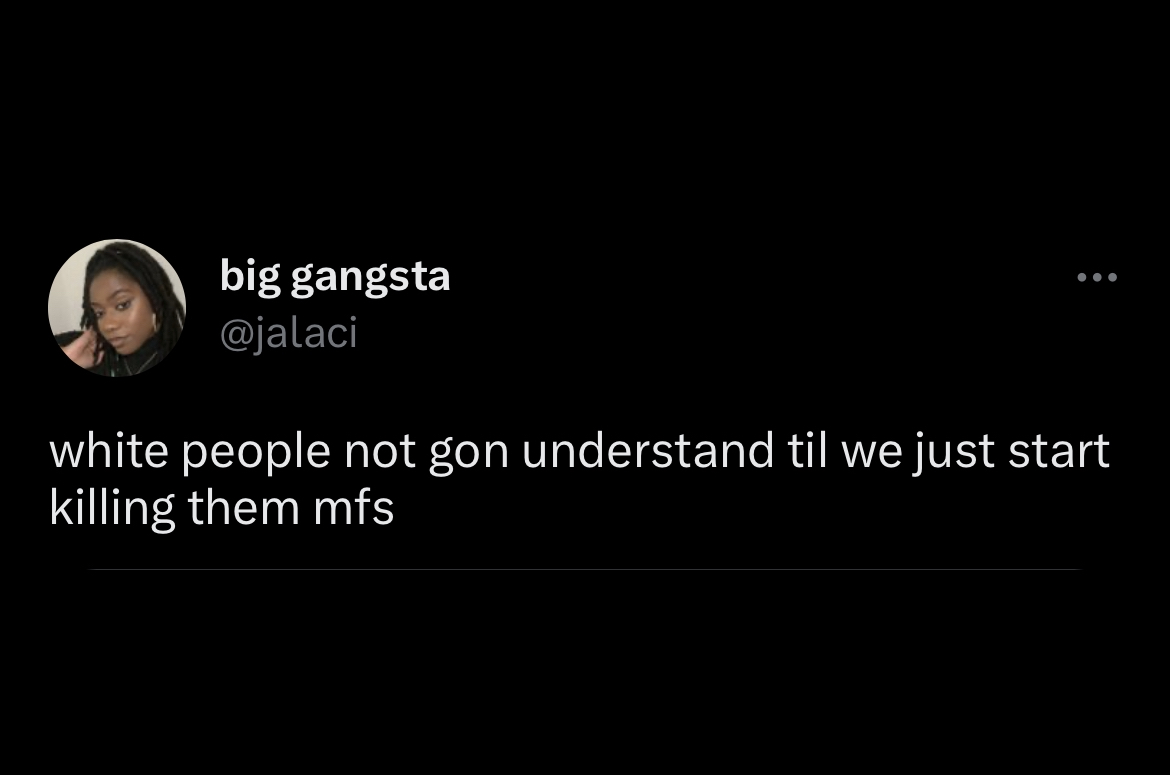 big gangsta
@jalaci
white people not gon understand til we just start
killing them mfs